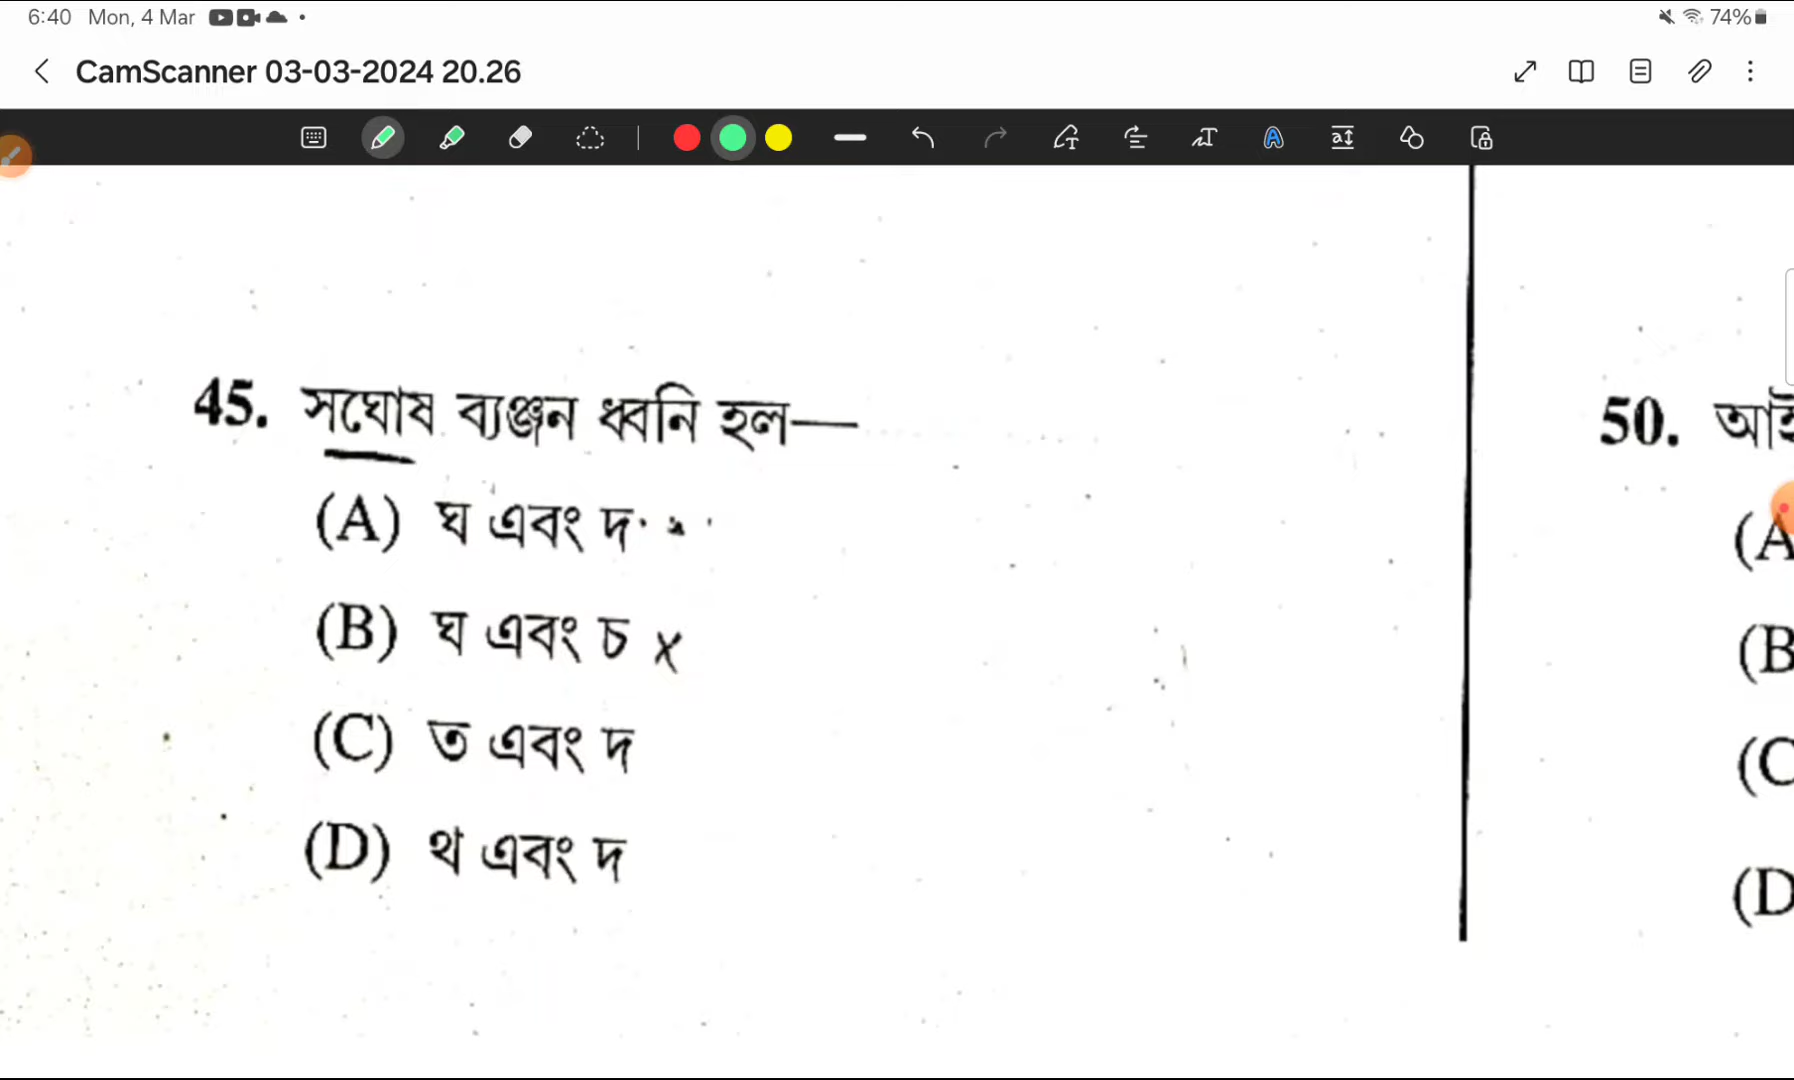 6:40 Mon, 4 Mar
74%
CamScanner 03-03-2024 20.26
45. সঘোষ ব্যঞ্জন ধ্বনি হল—
(A) ঘ এবং দ
(B) ঘ এবং চ x
(C) ত এবং দ
(D) থ এবং দ
50.
(A
(B
(C
(D